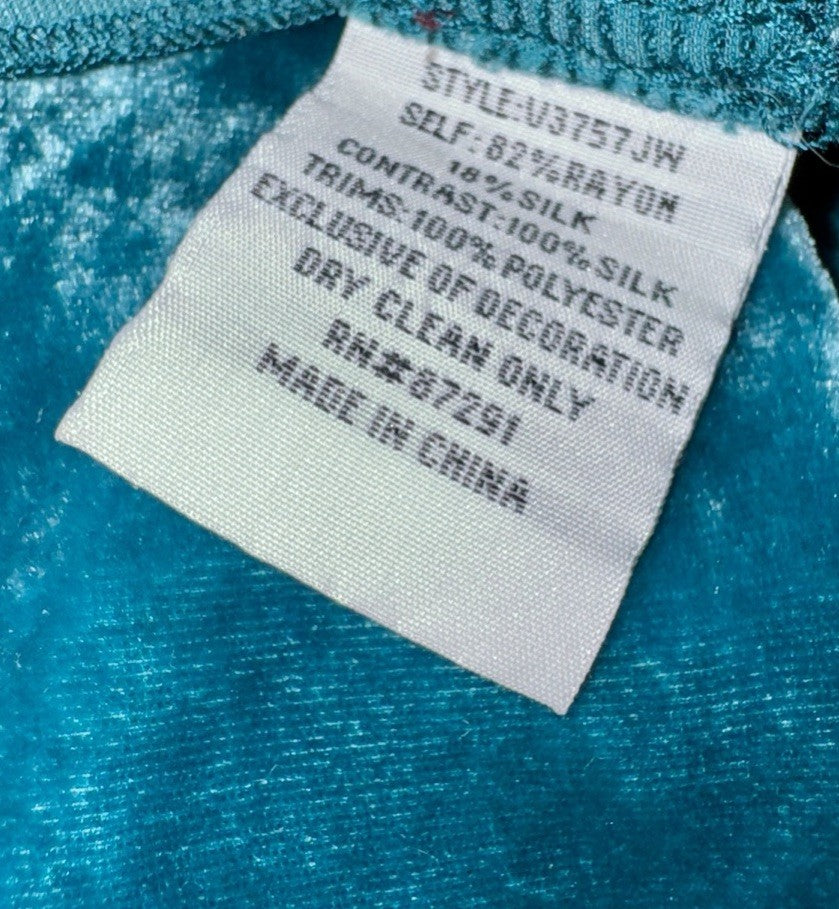 STYLE:U3757JW
SELF: 82%RAYON
18%SILK
CONTRAST:100%SILK
TRIMS:100%POLYESTER
EXCLUSIVE OF DECORATION
DRY CLEAN ONLY
RN#87291
MADE IN CHINA